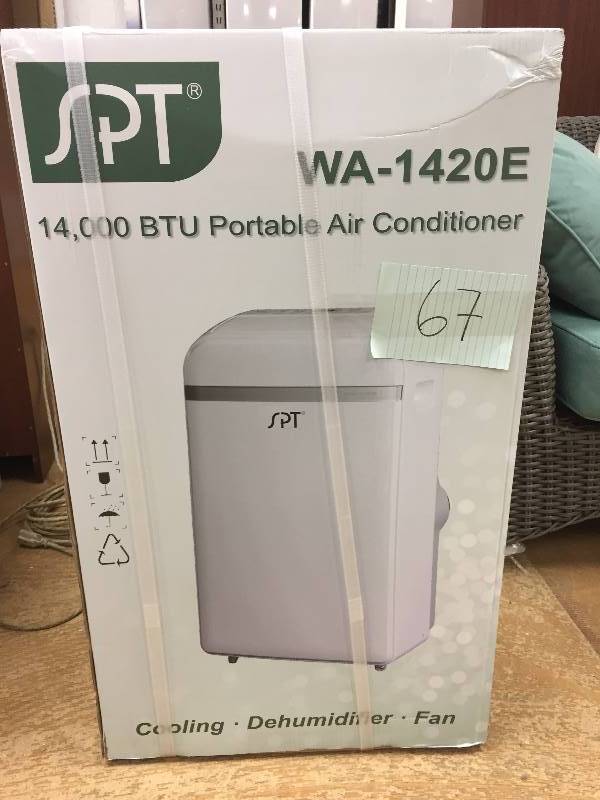 SPT®
WA-1420E
14,000 BTU Portable Air Conditioner
67
SPT
Cooling · Dehumidifier · Fan